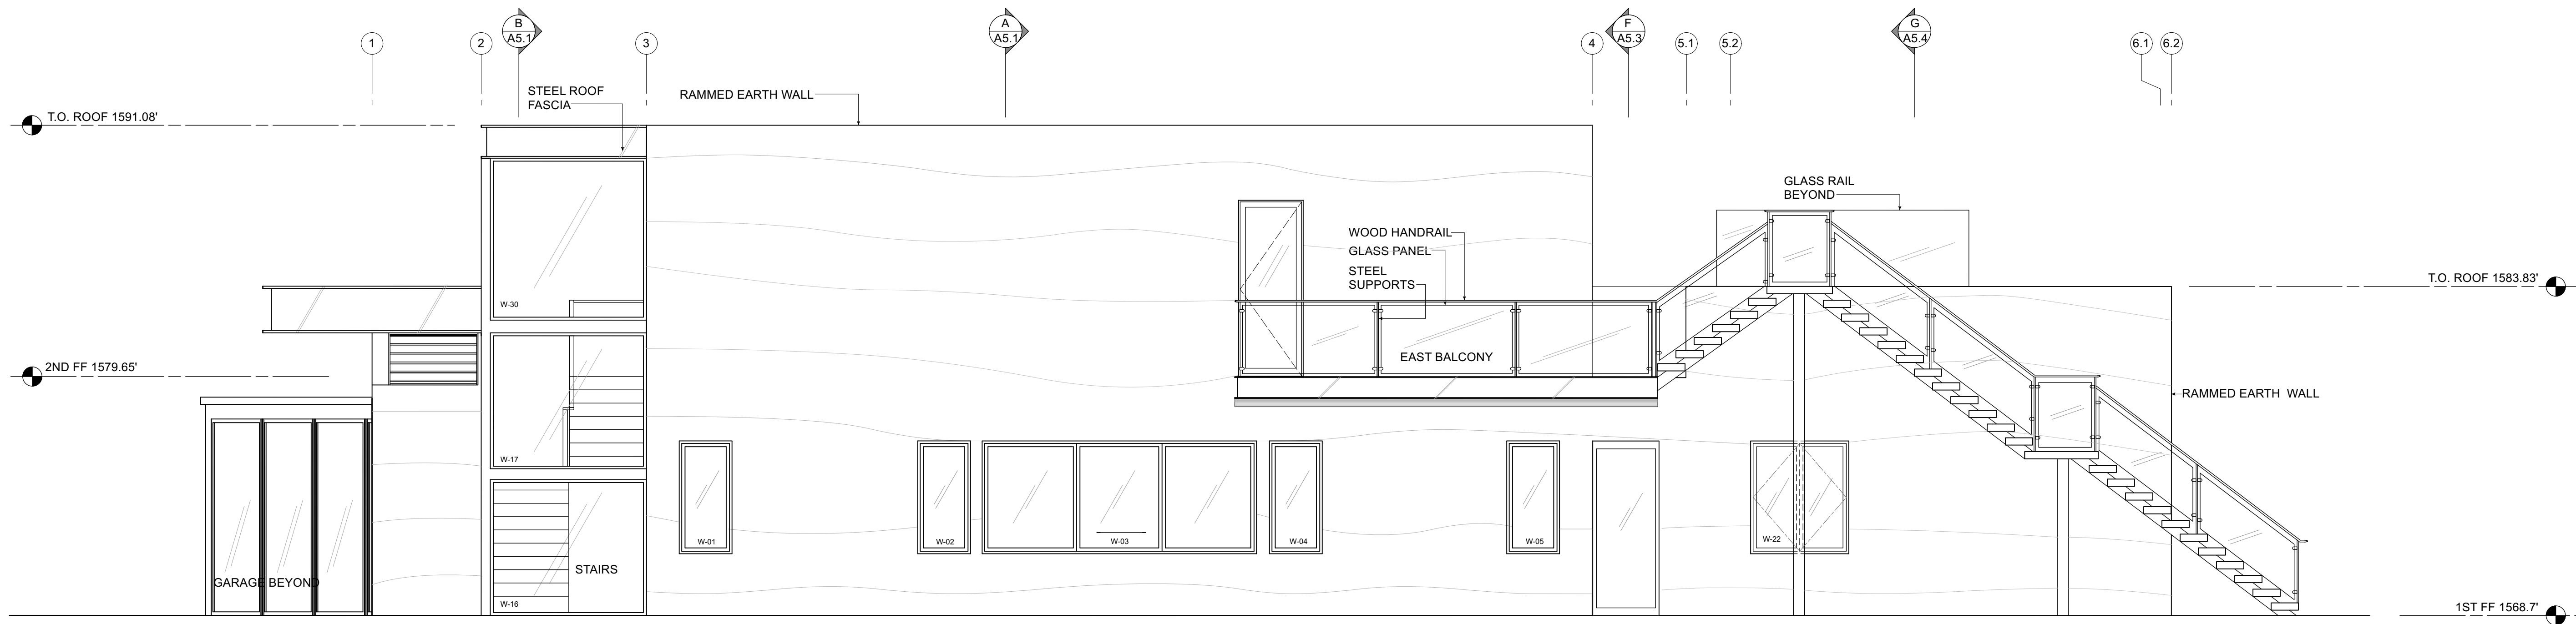 B
A5.1
A
A5.1
F
A5.3
G
A5.4
1
2
3
4
5.1
5.2
6.1
6.2
STEEL ROOF
FASCIA
RAMMED EARTH WALL
T.O. ROOF 1591.08'
GLASS RAIL
BEYOND
WOOD HANDRAIL
GLASS PANEL
STEEL
SUPPORTS
T.O. ROOF 1583.83'
W-30
EAST BALCONY
2ND FF 1579.65'
RAMMED EARTH WALL
W-17
W-01
W-02
W-03
W-04
W-05
W-22
STAIRS
GARAGE BEYOND
W-16
1ST FF 1568.7'